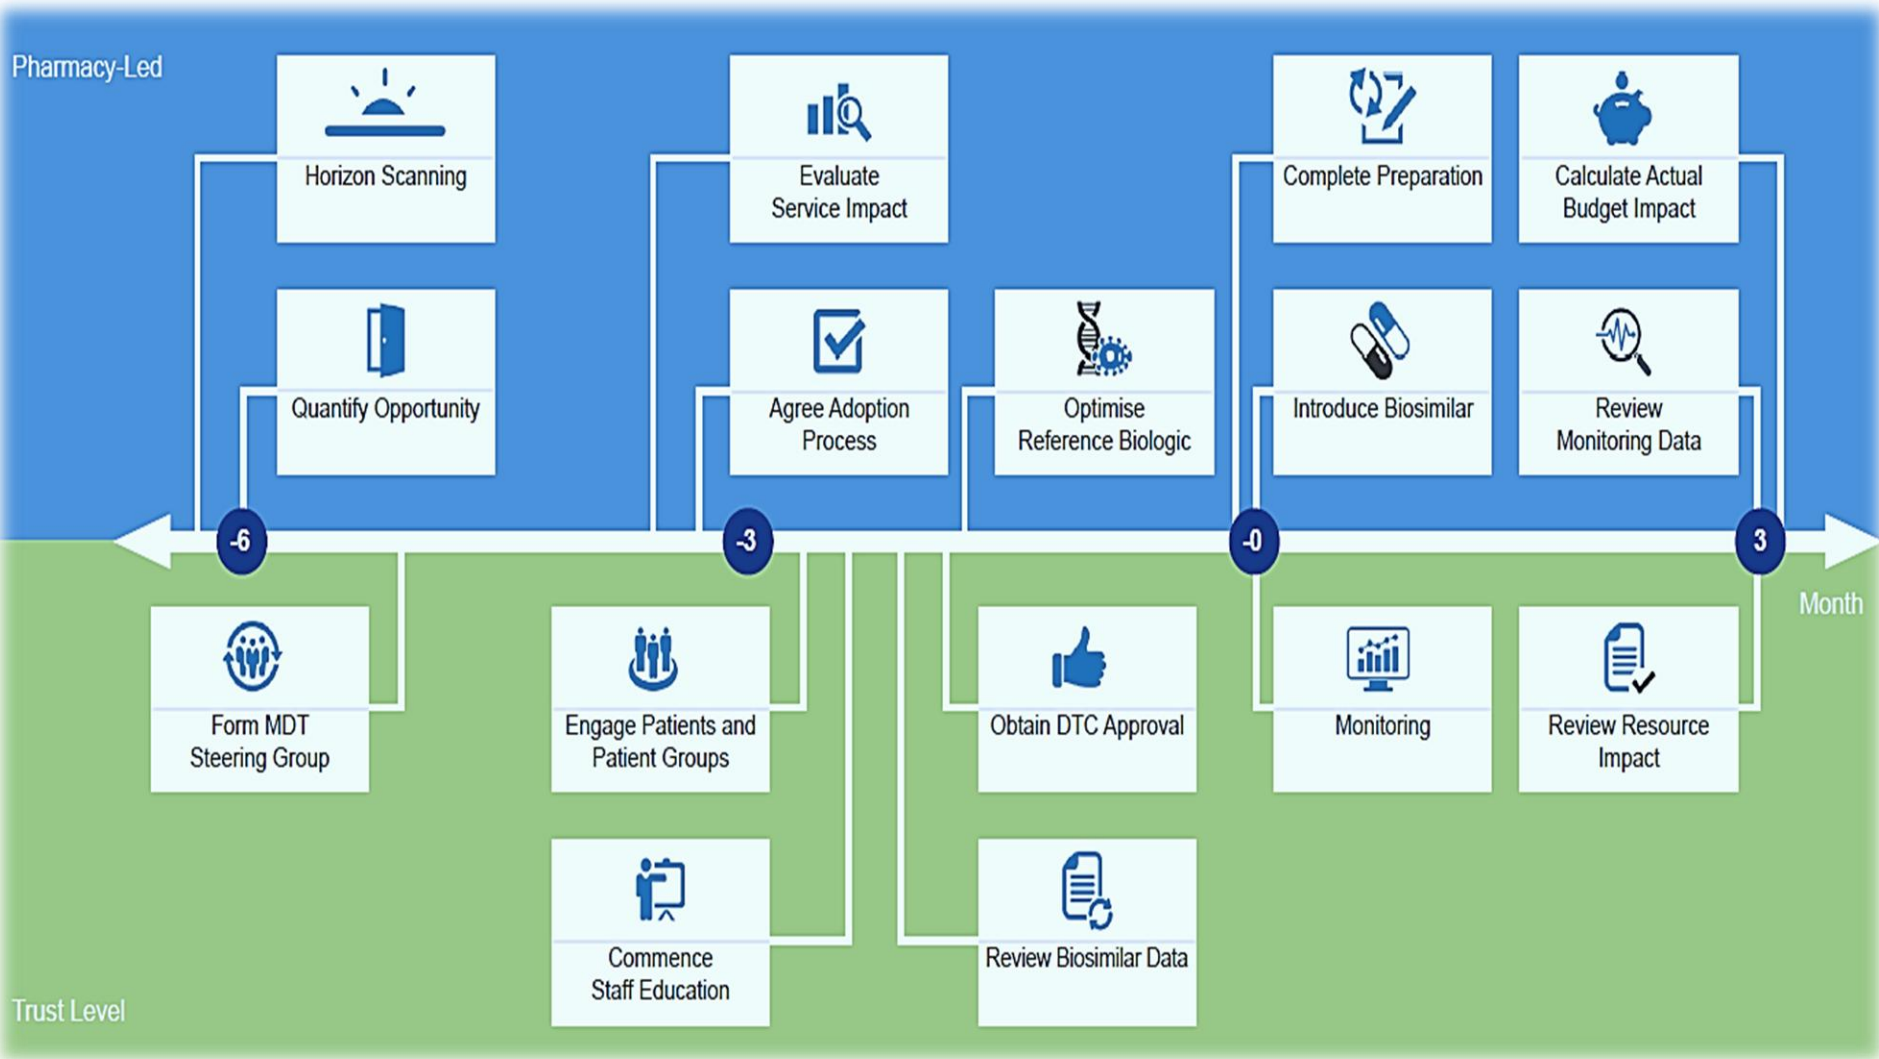 Pharmacy-Led
Horizon Scanning
Evaluate
Service Impact
Complete Preparation
Calculate Actual
Budget Impact
Quantify Opportunity
Agree Adoption
Process
Optimise
Reference Biologic
Introduce Biosimilar
Review
Monitoring Data
-6
-3
-0
3
Month
Form MDT
Steering Group
Engage Patients and
Patient Groups
Obtain DTC Approval
Monitoring
Review Resource
Impact
Commence
Staff Education
Review Biosimilar Data
Trust Level